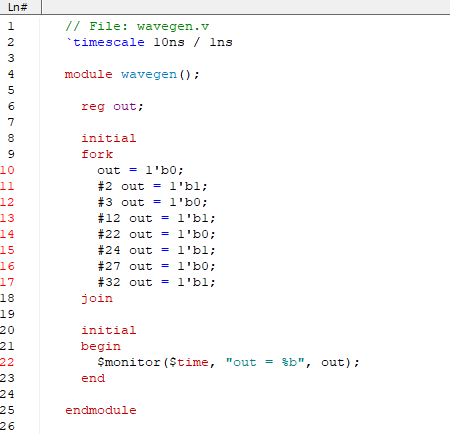 Ln#
1 // File: wavegen.v
2 `timescale 10ns / 1ns
3
4 module wavegen();
5
6 reg out;
7
8 initial
9 fork
10 out = 1'b0;
11 #2 out = 1'b1;
12 #3 out = 1'b0;
13 #12 out = 1'b1;
14 #22 out = 1'b0;
15 #24 out = 1'b1;
16 #27 out = 1'b0;
17 #32 out = 1'b1;
18 join
19
20 initial
21 begin
22 $monitor($time, "out = %b", out);
23 end
24
25 endmodule
26